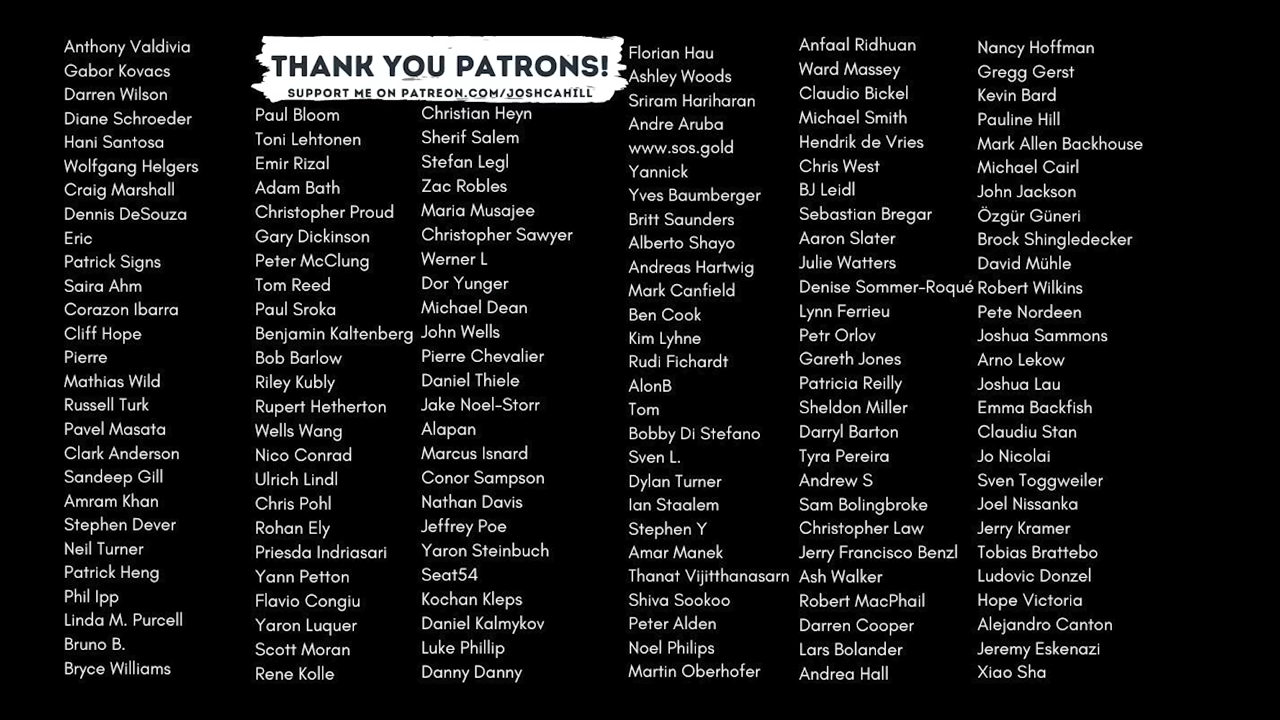 Anthony Valdivia
Gabor Kovacs
Darren Wilson
Diane Schroeder
Hani Santosa
Wolfgang Helgers
Craig Marshall
Dennis DeSouza
Eric
Patrick Signs
Saira Ahm
Corazon Ibarra
Cliff Hope
Pierre
Mathias Wild
Russell Turk
Pavel Masata
Clark Anderson
Sandeep Gill
Amram Khan
Stephen Dever
Neil Turner
Patrick Heng
Phil Ipp
Linda M. Purcell
Bruno B.
Bryce Williams
THANK YOU PATRONS!
SUPPORT ME ON PATREON.COM/JOSHCAHILL
Paul Bloom
Toni Lehtonen
Emir Rizal
Adam Bath
Christopher Proud
Gary Dickinson
Peter McClung
Tom Reed
Paul Sroka
Benjamin Kaltenberg
Bob Barlow
Riley Kubly
Rupert Hetherton
Wells Wang
Nico Conrad
Ulrich Lindl
Chris Pohl
Rohan Ely
Priesda Indriasari
Yann Petton
Flavio Congiu
Yaron Luquer
Scott Moran
Rene Kolle
Christian Heyn
Sherif Salem
Stefan Legl
Zac Robles
Maria Musajee
Christopher Sawyer
Werner L
Dor Yunger
Michael Dean
John Wells
Pierre Chevalier
Daniel Thiele
Jake Noel-Storr
Alapan
Marcus Isnard
Conor Sampson
Nathan Davis
Jeffrey Poe
Yaron Steinbuch
Seat54
Kochan Kleps
Daniel Kalmykov
Luke Phillip
Danny Danny
Florian Hau
Ashley Woods
Sriram Hariharan
Andre Aruba
www.sos.gold
Yannick
Yves Baumberger
Britt Saunders
Alberto Shayo
Andreas Hartwig
Mark Canfield
Ben Cook
Kim Lyhne
Rudi Fichardt
AlonB
Tom
Bobby Di Stefano
Sven L.
Dylan Turner
Ian Staalem
Stephen Y
Amar Manek
Thanat Vijitthanasarn
Shiva Sookoo
Peter Alden
Noel Philips
Martin Oberhofer
Anfaal Ridhuan
Ward Massey
Claudio Bickel
Michael Smith
Hendrik de Vries
Chris West
BJ Leidl
Sebastian Bregar
Aaron Slater
Julie Watters
Denise Sommer-Roqué
Lynn Ferrieu
Petr Orlov
Gareth Jones
Patricia Reilly
Sheldon Miller
Darryl Barton
Tyra Pereira
Andrew S
Sam Bolingbroke
Christopher Law
Jerry Francisco Benzl
Ash Walker
Robert MacPhail
Darren Cooper
Lars Bolander
Andrea Hall
Nancy Hoffman
Gregg Gerst
Kevin Bard
Pauline Hill
Mark Allen Backhouse
Michael Cairl
John Jackson
Özgür Güneri
Brock Shingledecker
David Mühle
Robert Wilkins
Pete Nordeen
Joshua Sammons
Arno Lekow
Joshua Lau
Emma Backfish
Claudiu Stan
Jo Nicolai
Sven Toggweiler
Joel Nissanka
Jerry Kramer
Tobias Brattebo
Ludovic Donzel
Hope Victoria
Alejandro Canton
Jeremy Eskenazi
Xiao Sha